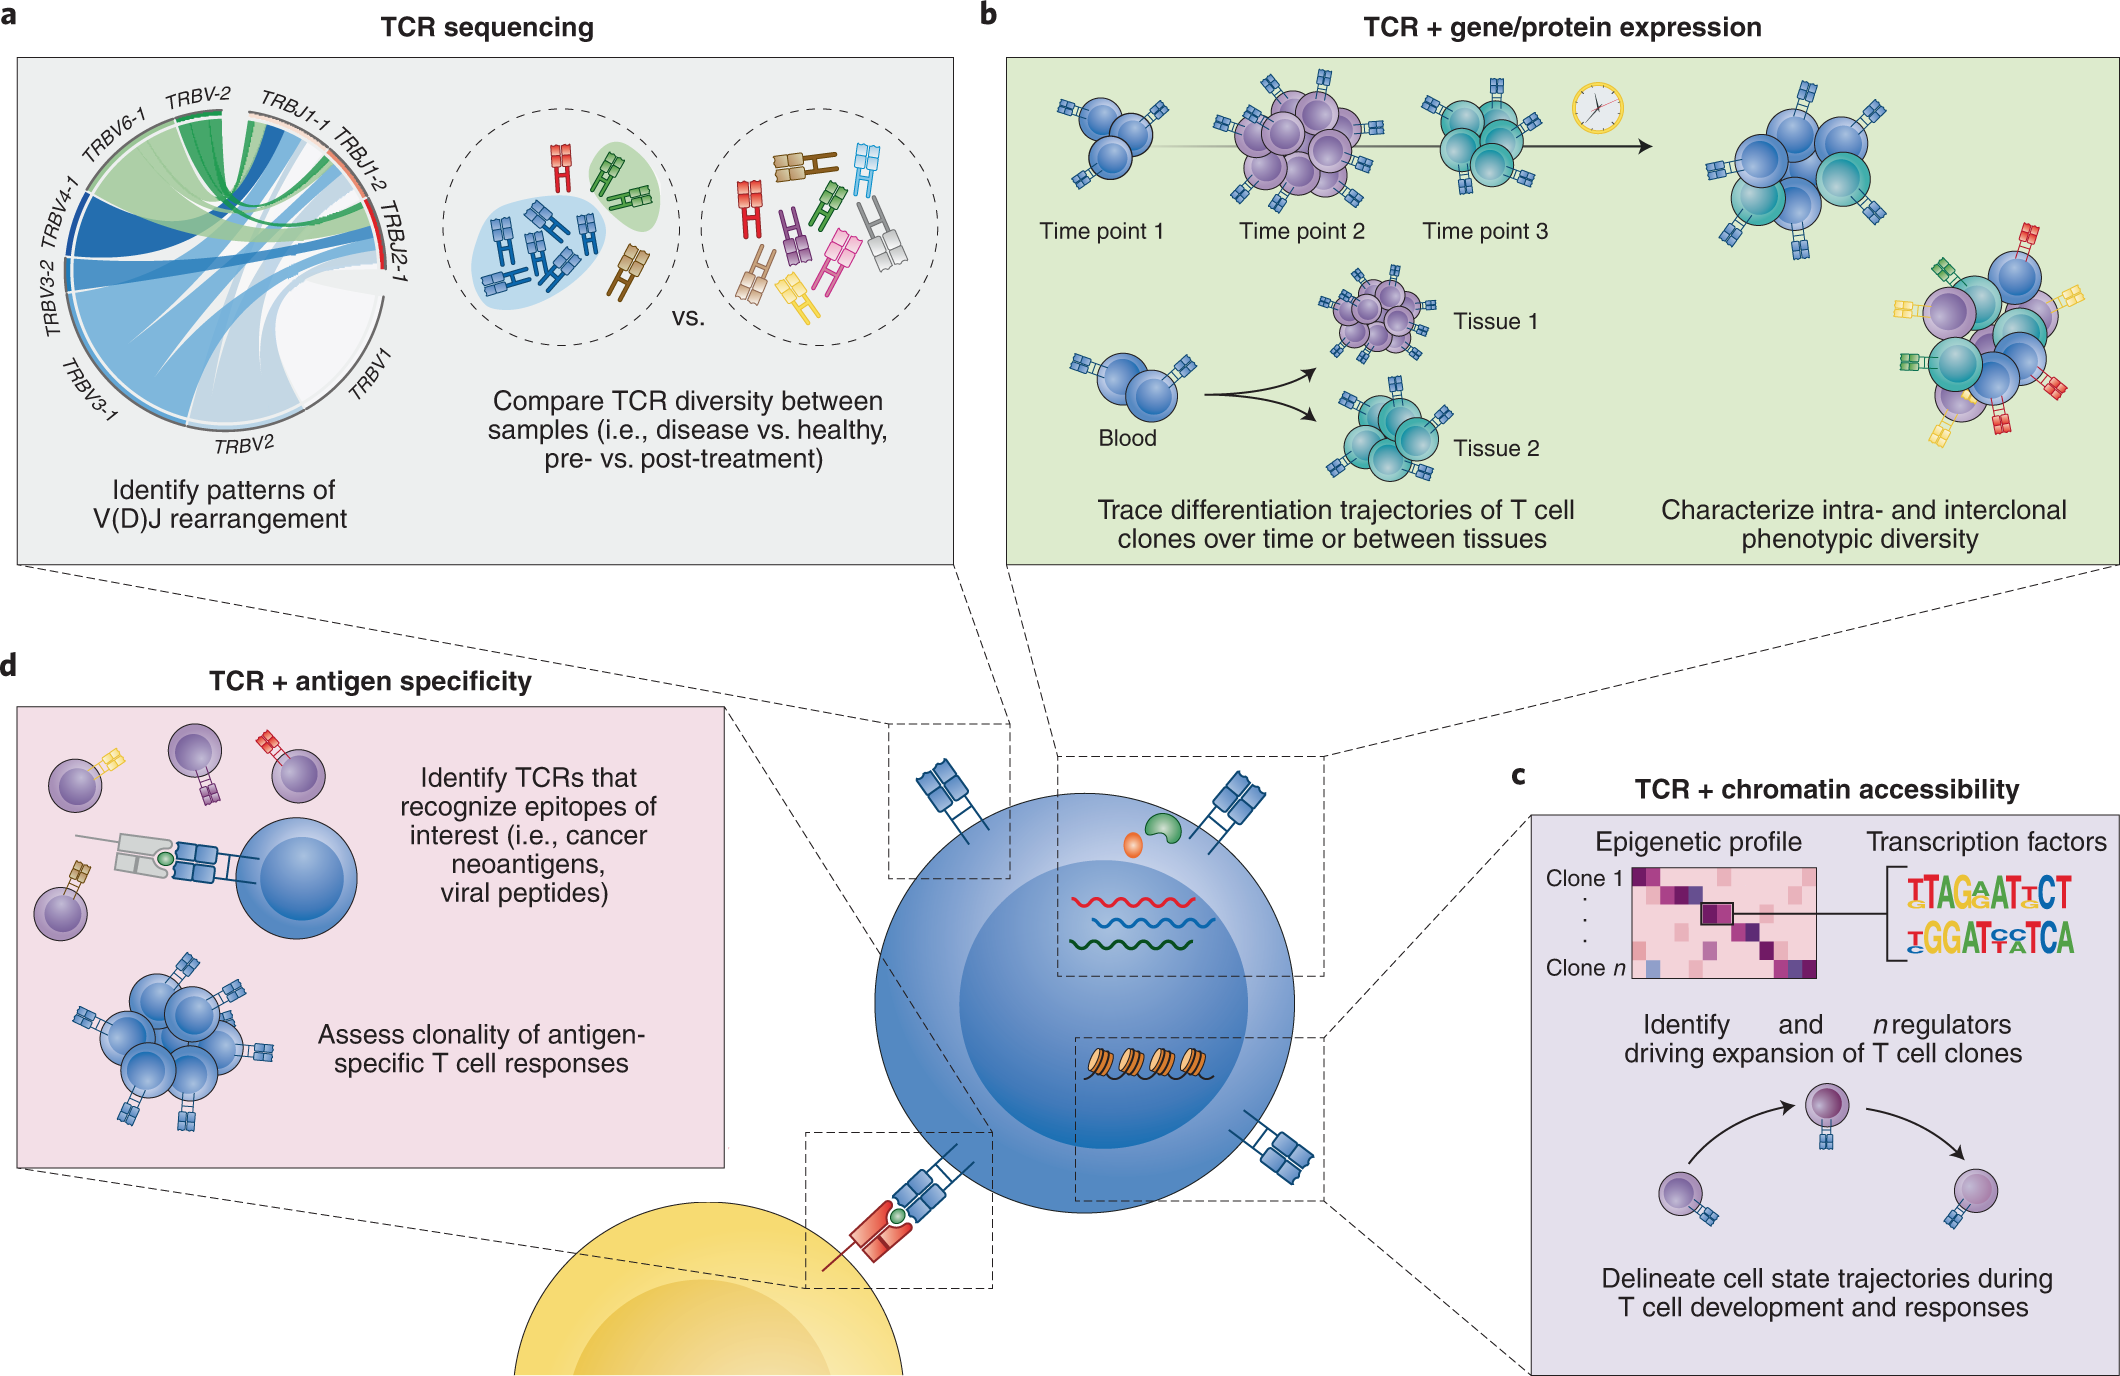 a
TCR sequencing
TRBV-2
TRBJ1-1
TRBV6-1
TRBJ1-2
TRBV4-1
TRBJ2-1
TRBV3-2
TRBV3-1
TRBV2
TRBV1
Identify patterns of
V(D)J rearrangement
vs.
Compare TCR diversity between
samples (i.e., disease vs. healthy,
pre- vs. post-treatment)
b
TCR + gene/protein expression
Time point 1
Time point 2
Time point 3
Blood
Tissue 1
Tissue 2
Trace differentiation trajectories of T cell
clones over time or between tissues
Characterize intra- and interclonal
phenotypic diversity
d
TCR + antigen specificity
Identify TCRs that
recognize epitopes of
interest (i.e., cancer
neoantigens,
viral peptides)
Assess clonality of antigen-
specific T cell responses
c
TCR + chromatin accessibility
Epigenetic profile
Transcription factors
Clone 1
Clone n
Identify and n regulators
driving expansion of T cell clones
Delineate cell state trajectories during
T cell development and responses